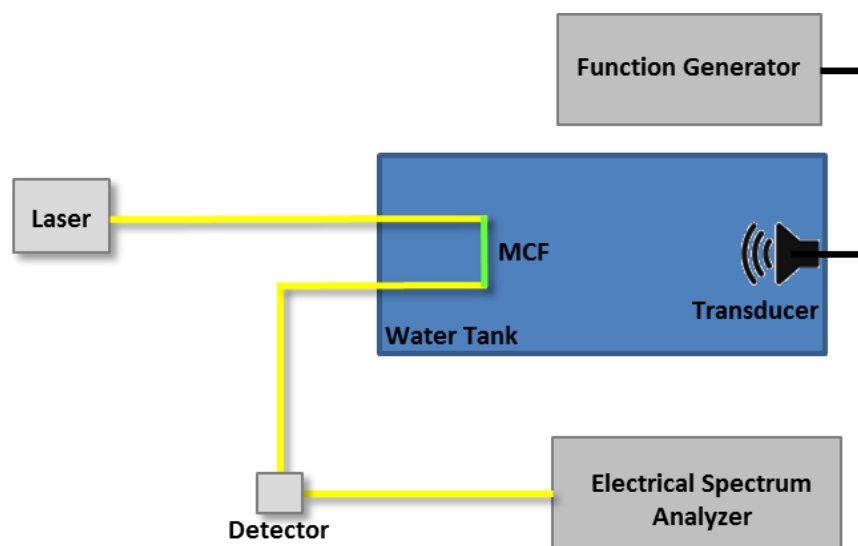 Function Generator
Laser
MCF
Transducer
Water Tank
Electrical Spectrum
Analyzer
Detector